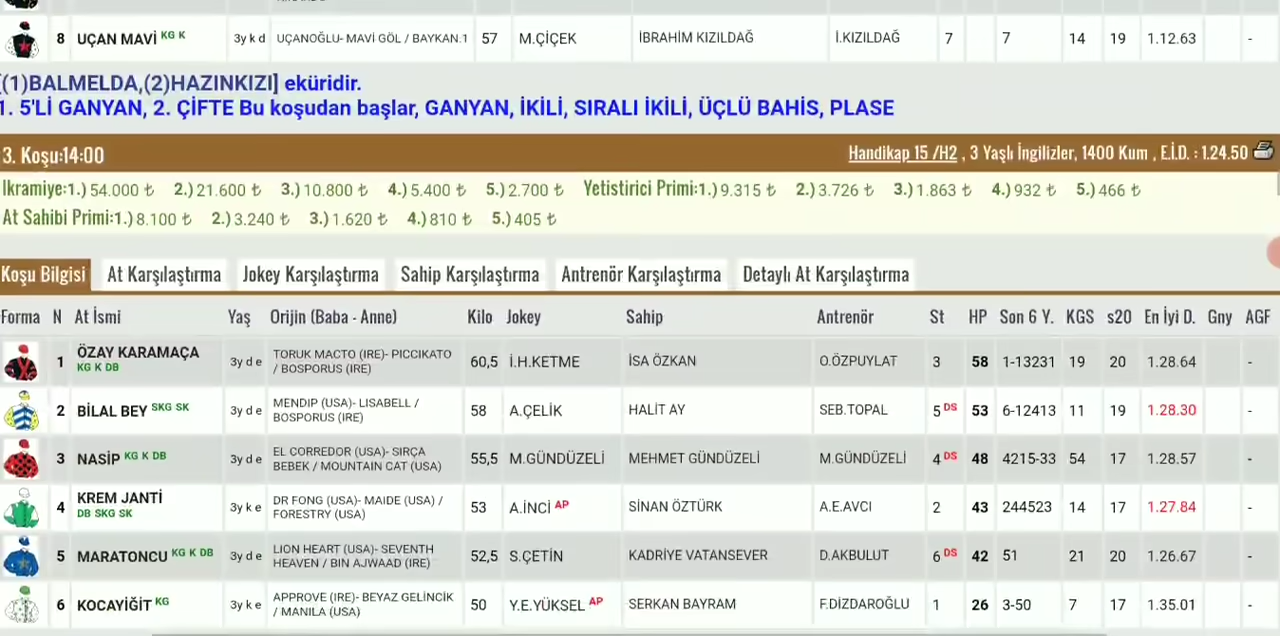 8 UÇAN MAVİ KG K 3y k d UÇANOĞLU- MAVİ GÖL / BAYKAN.1 57 M.ÇİÇEK İBRAHİM KIZILDAĞ İ.KIZILDAĞ 7 7 14 19 1.12.63 -
[(1)BALMELDA,(2)HAZINKIZI] eküridir.
1. 5'Lİ GANYAN, 2. ÇİFTE Bu koşudan başlar, GANYAN, İKİLİ, SIRALI İKİLİ, ÜÇLÜ BAHİS, PLASE
3. Koşu:14:00 Handikap 15 /H2 , 3 Yaşlı İngilizler, 1400 Kum , E.İ.D. : 1.24.50
İkramiye:1.) 54.000 ₺ 2.) 21.600 ₺ 3.) 10.800 ₺ 4.) 5.400 ₺ 5.) 2.700 ₺ Yetistirici Primi:1.) 9.315 ₺ 2.) 3.726 ₺ 3.) 1.863 ₺ 4.) 932 ₺ 5.) 466 ₺
At Sahibi Primi:1.) 8.100 ₺ 2.) 3.240 ₺ 3.) 1.620 ₺ 4.) 810 ₺ 5.) 405 ₺
Koşu Bilgisi At Karşılaştırma Jokey Karşılaştırma Sahip Karşılaştırma Antrenör Karşılaştırma Detaylı At Karşılaştırma
Forma N At İsmi Yaş Orijin (Baba - Anne) Kilo Jokey Sahip Antrenör St HP Son 6 Y. KGS s20 En İyi D. Gny AGF
1 ÖZAY KARAMAÇA KG K DB 3y d e TORUK MACTO (IRE)- PICCIKATO / BOSPORUS (IRE) 60,5 İ.H.KETME İSA ÖZKAN O.ÖZPUYLAT 3 58 1-13231 19 20 1.28.64 -
2 BİLAL BEY SKG SK 3y d e MENDIP (USA)- LISABELL / BOSPORUS (IRE) 58 A.ÇELİK HALİT AY SEB.TOPAL 5 DS 53 6-12413 11 19 1.28.30 -
3 NASİP KG K DB 3y d e EL CORREDOR (USA)- SIRÇA BEBEK / MOUNTAIN CAT (USA) 55,5 M.GÜNDÜZELİ MEHMET GÜNDÜZELİ M.GÜNDÜZELİ 4 DS 48 4215-33 54 17 1.28.57 -
4 KREM JANTİ DB SKG SK 3y k e DR FONG (USA)- MAIDE (USA) / FORESTRY (USA) 53 A.İNCİ AP SİNAN ÖZTÜRK A.E.AVCI 2 43 244523 14 17 1.27.84 -
5 MARATONCU KG K DB 3y d e LION HEART (USA)- SEVENTH HEAVEN / BIN AJWAAD (IRE) 52,5 S.ÇETİN KADRİYE VATANSEVER D.AKBULUT 6 DS 42 51 21 20 1.26.67 -
6 KOCAYİĞİT KG 3y k e APPROVE (IRE)- BEYAZ GELİNCİK / MANILA (USA) 50 Y.E.YÜKSEL AP SERKAN BAYRAM F.DİZDAROĞLU 1 26 3-50 7 17 1.35.01 -